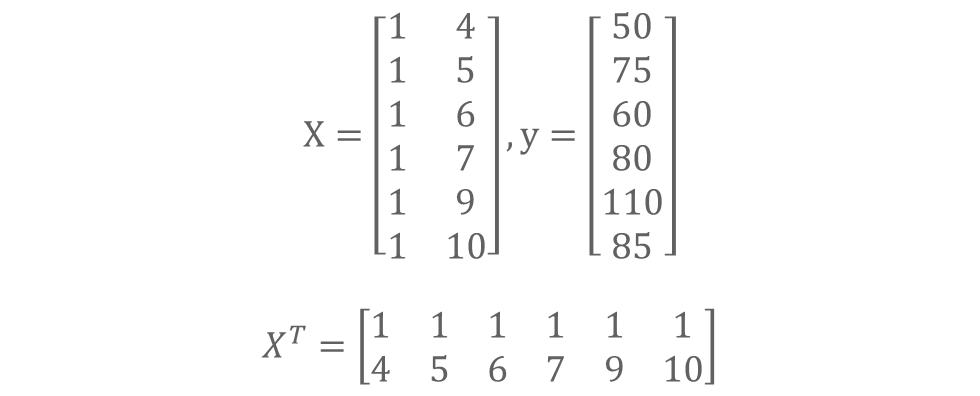 X = [1 4
1 5
1 6
1 7
1 9
1 10] , y = [50
75
60
80
110
85]
X^T = [1 1 1 1 1 1
4 5 6 7 9 10]